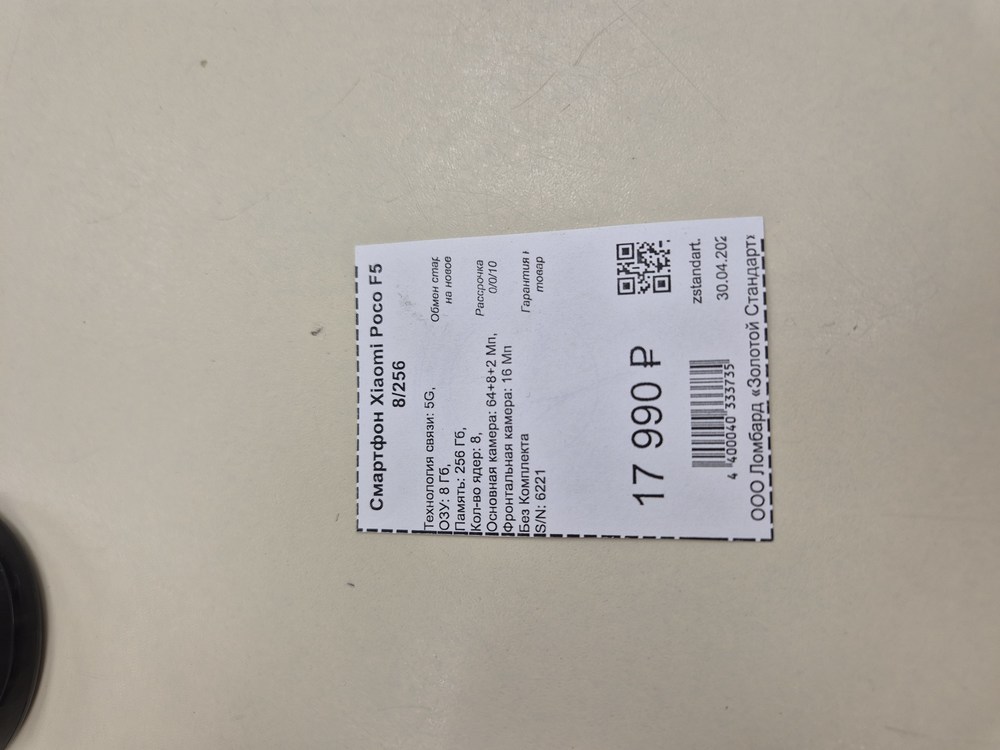 Смартфон Xiaomi Poco F5
8/256
Технология связи: 5G,
ОЗУ: 8 Гб,
Память: 256 Гб,
Кол-во ядер: 8,
Основная камера: 64+8+2 Мп,
Фронтальная камера: 16 Мп
Без Комплекта
S/N: 6221
Обмен
на новое
Рассрочка
0/0/10
Гарантия
товар
17 990 ₽
4 400040 333735
zstandart.
30.04.202
ООО Ломбард «Золотой Стандарт»